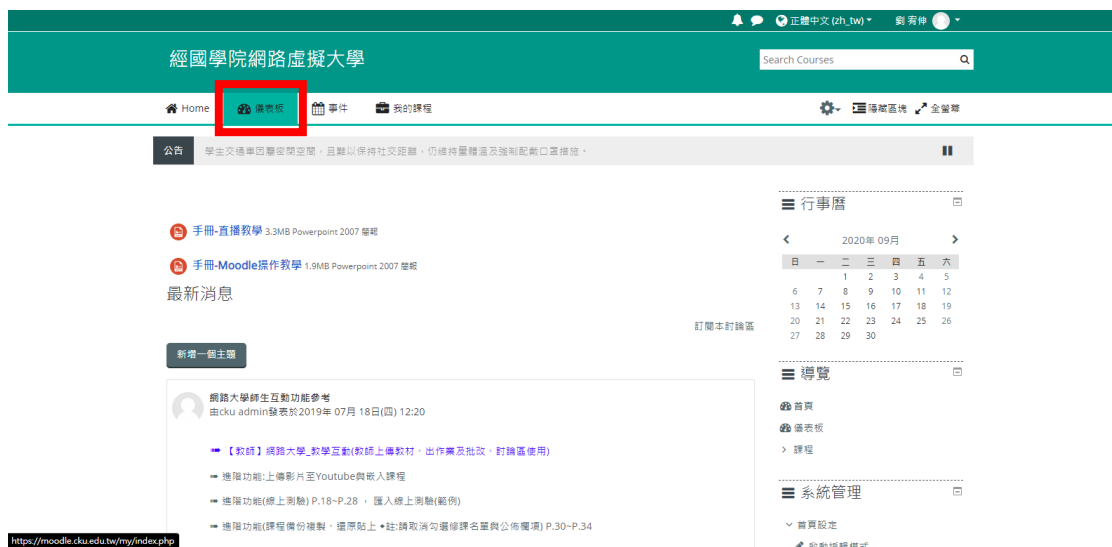 正體中文 (zh_tw) 劉宥伸
經國學院網路虛擬大學
Search Courses
Home 儀表板 事件 我的課程 隱藏區塊 全螢幕
公告 學生交通車因屬密閉空間，且難以保持社交距離，仍維持量體溫及強制配戴口罩措施。
手冊-直播教學 3.3MB Powerpoint 2007 簡報
手冊-Moodle操作教學 1.9MB Powerpoint 2007 簡報
最新消息
訂閱本討論區
新增一個主題
網路大學師生互動功能參考
由cku admin發表於2019年 07月 18日(四) 12:20
➠ 【教師】網路大學_教學互動(教師上傳教材、出作業及批改、討論區使用)
➠ 進階功能:上傳影片至Youtube與嵌入課程
➠ 進階功能(線上測驗) P.18~P.28 ， 匯入線上測驗(範例)
➠ 進階功能(課程備份複製、還原貼上 ✦註:請取消勾選修課名單與公佈欄項) P.30~P.34
行事曆
2020年 09月
日 一 二 三 四 五 六
1 2 3 4 5
6 7 8 9 10 11 12
13 14 15 16 17 18 19
20 21 22 23 24 25 26
27 28 29 30
導覽
首頁
儀表板
課程
系統管理
首頁設定
啟動編輯模式
https://moodle.cku.edu.tw/my/index.php